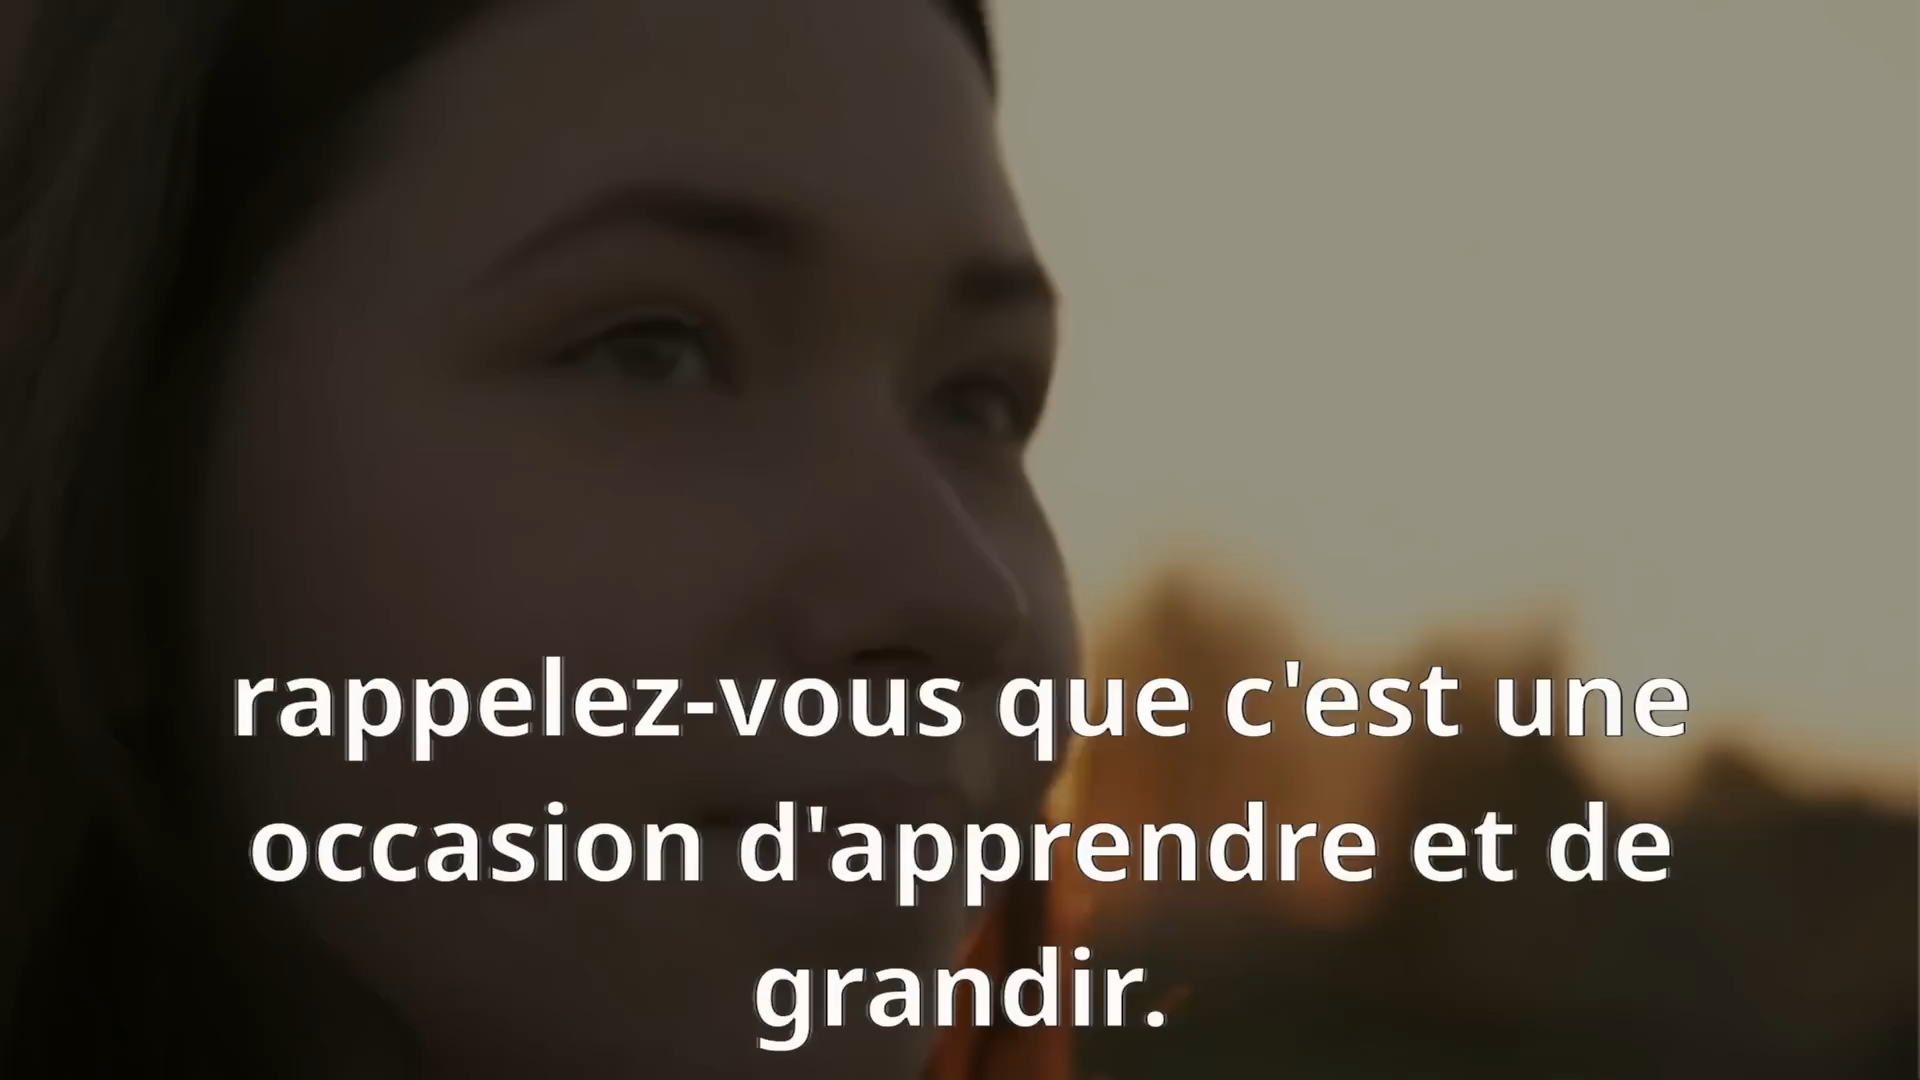 rappelez-vous que c'est une
occasion d'apprendre et de
grandir.